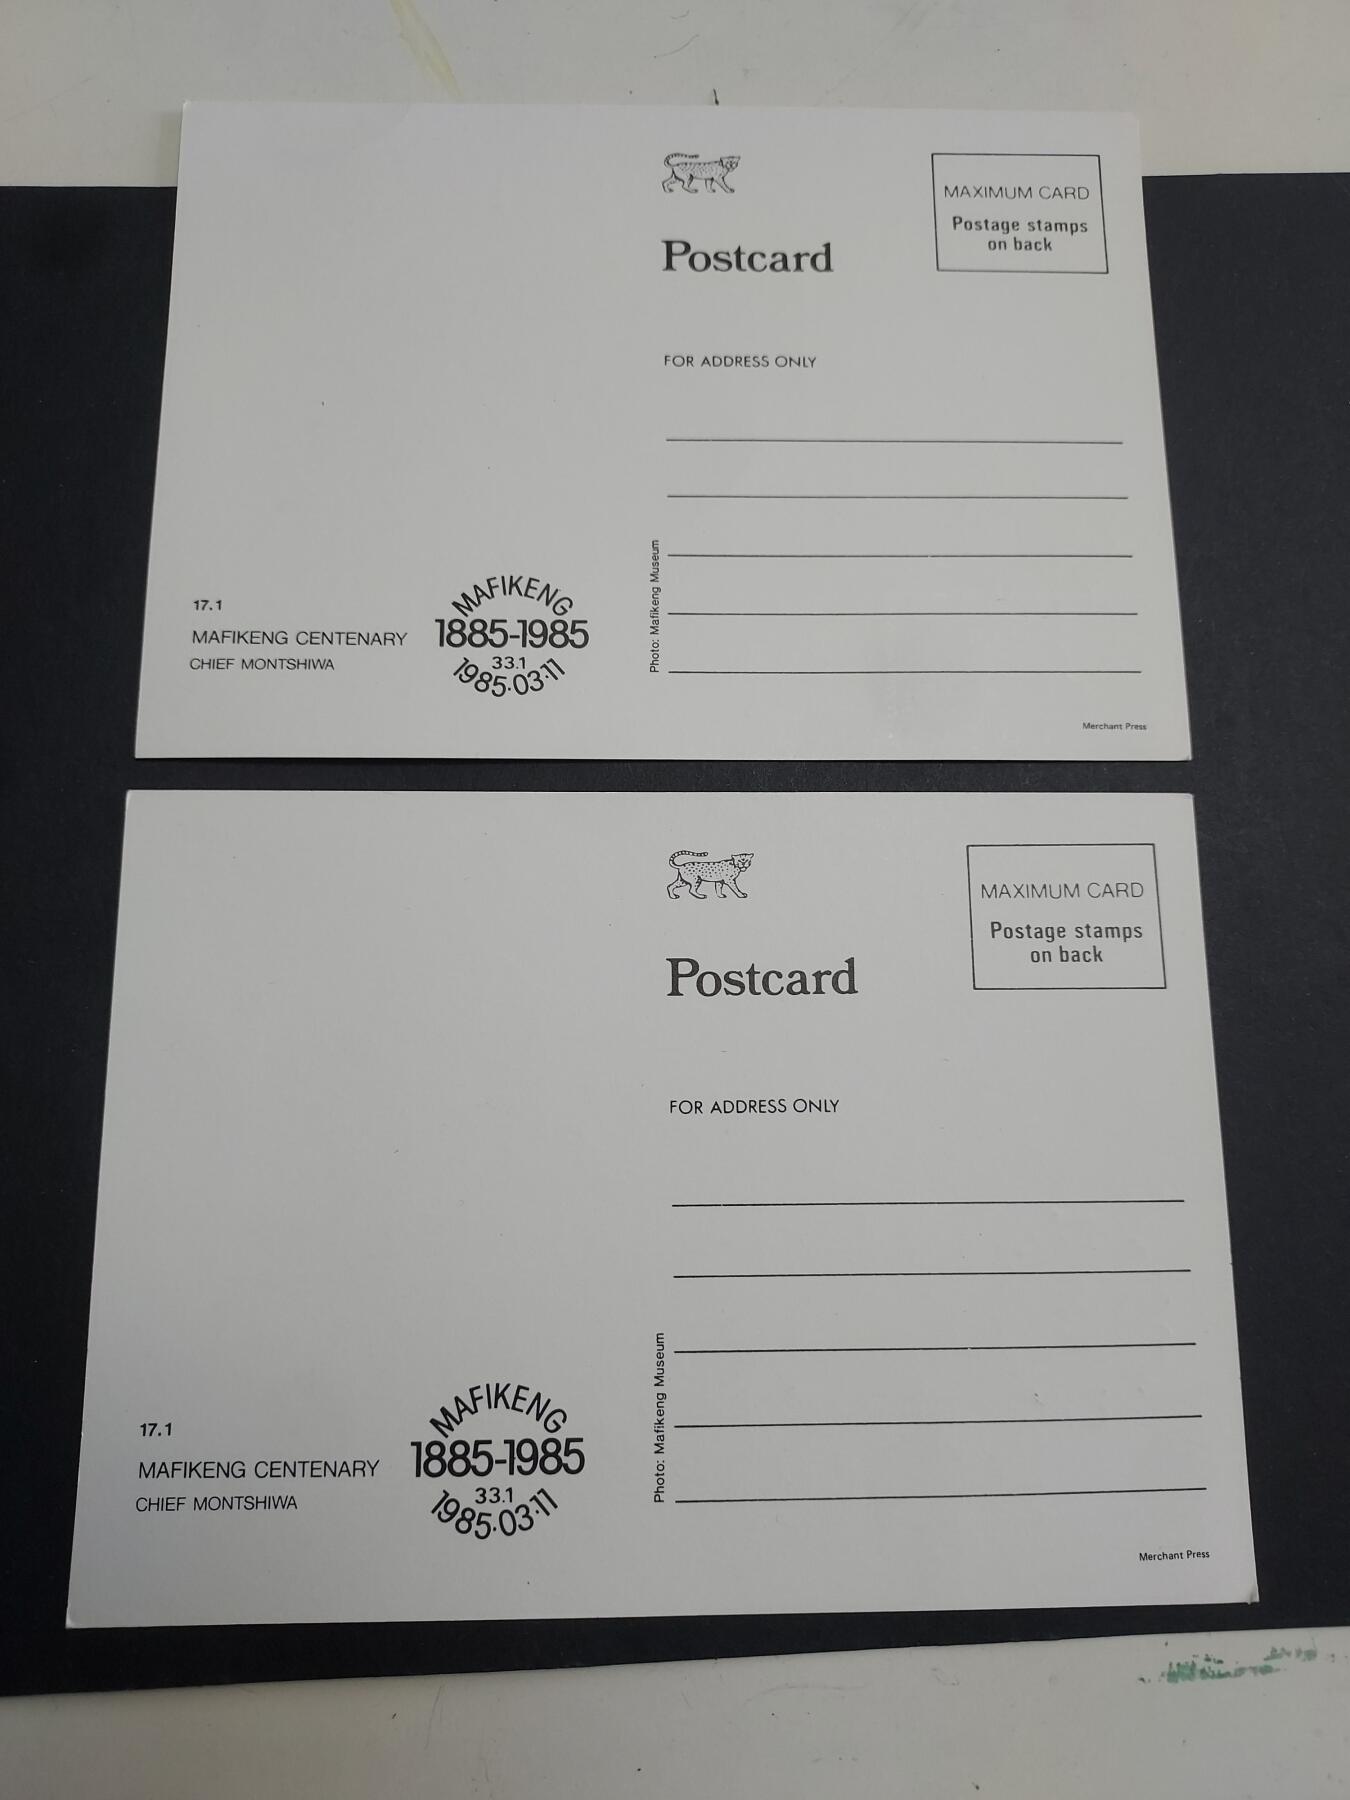 MAXIMUM CARD
Postage stamps
on back
Postcard
FOR ADDRESS ONLY
Photo: Mafikeng Museum
17.1
MAFIKENG CENTENARY
CHIEF MONTSHIWA
MAFIKENG
1885-1985
33.1
1985·03·11
Merchant Press
MAXIMUM CARD
Postage stamps
on back
Postcard
FOR ADDRESS ONLY
Photo: Mafikeng Museum
17.1
MAFIKENG CENTENARY
CHIEF MONTSHIWA
MAFIKENG
1885-1985
33.1
1985·03·11
Merchant Press